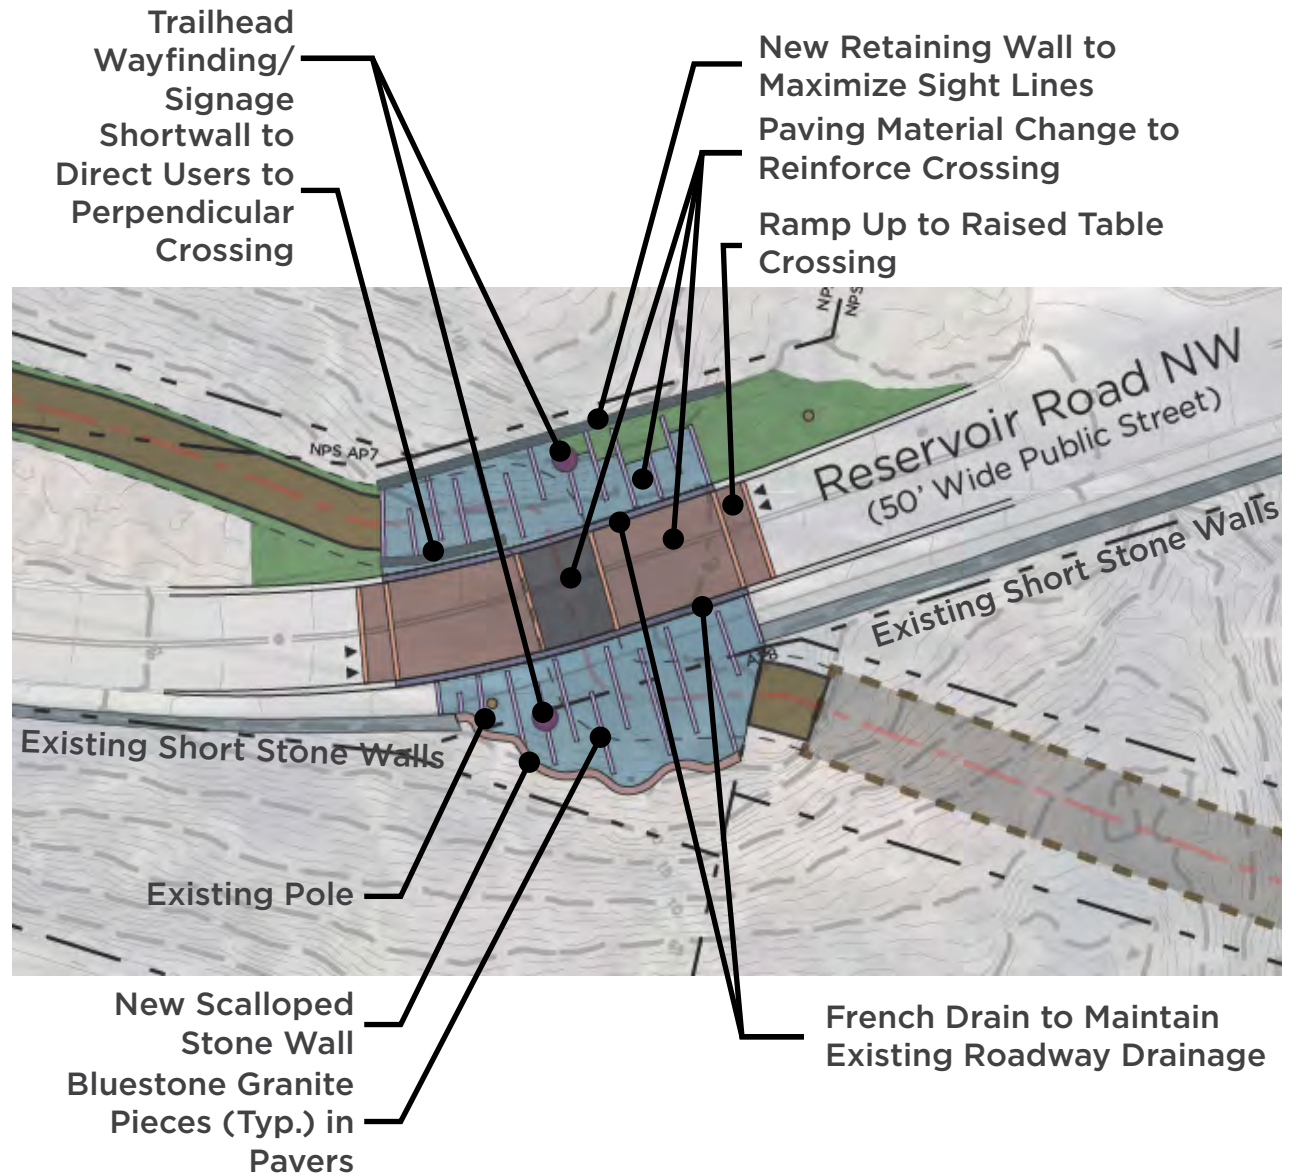 Trailhead
Wayfinding/
Signage
Shortwall to
Direct Users to
Perpendicular
Crossing
New Retaining Wall to
Maximize Sight Lines
Paving Material Change to
Reinforce Crossing
Ramp Up to Raised Table
Crossing
NPS
NPS AP7
Reservoir Road NW
(50' Wide Public Street)
Existing Short Stone Walls
Existing Short Stone Walls
Existing Pole
New Scalloped
Stone Wall
Bluestone Granite
Pieces (Typ.) in
Pavers
French Drain to Maintain
Existing Roadway Drainage